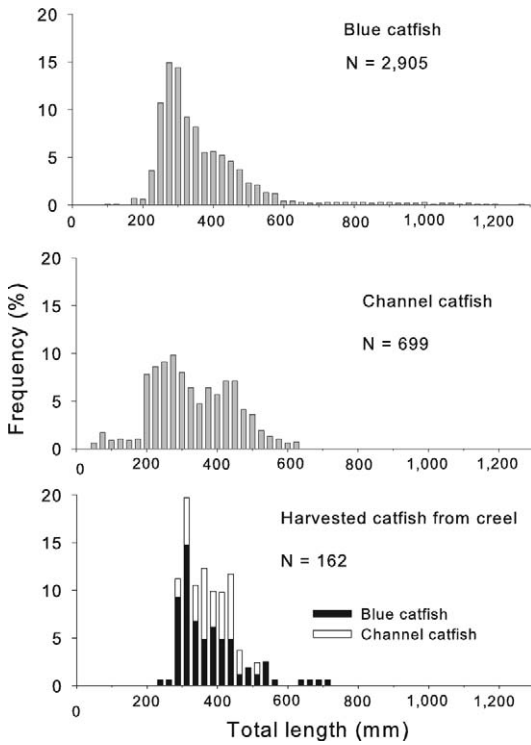 Blue catfish
N = 2,905
20
15
10
5
0
0 200 400 600 800 1,000 1,200
Channel catfish
N = 699
20
15
10
5
0
200 400 600 800 1,000 1,200
Frequency (%)
Harvested catfish from creel
N = 162
Blue catfish
Channel catfish
20
15
10
5
0
0 200 400 600 800 1,000 1,200
Total length (mm)